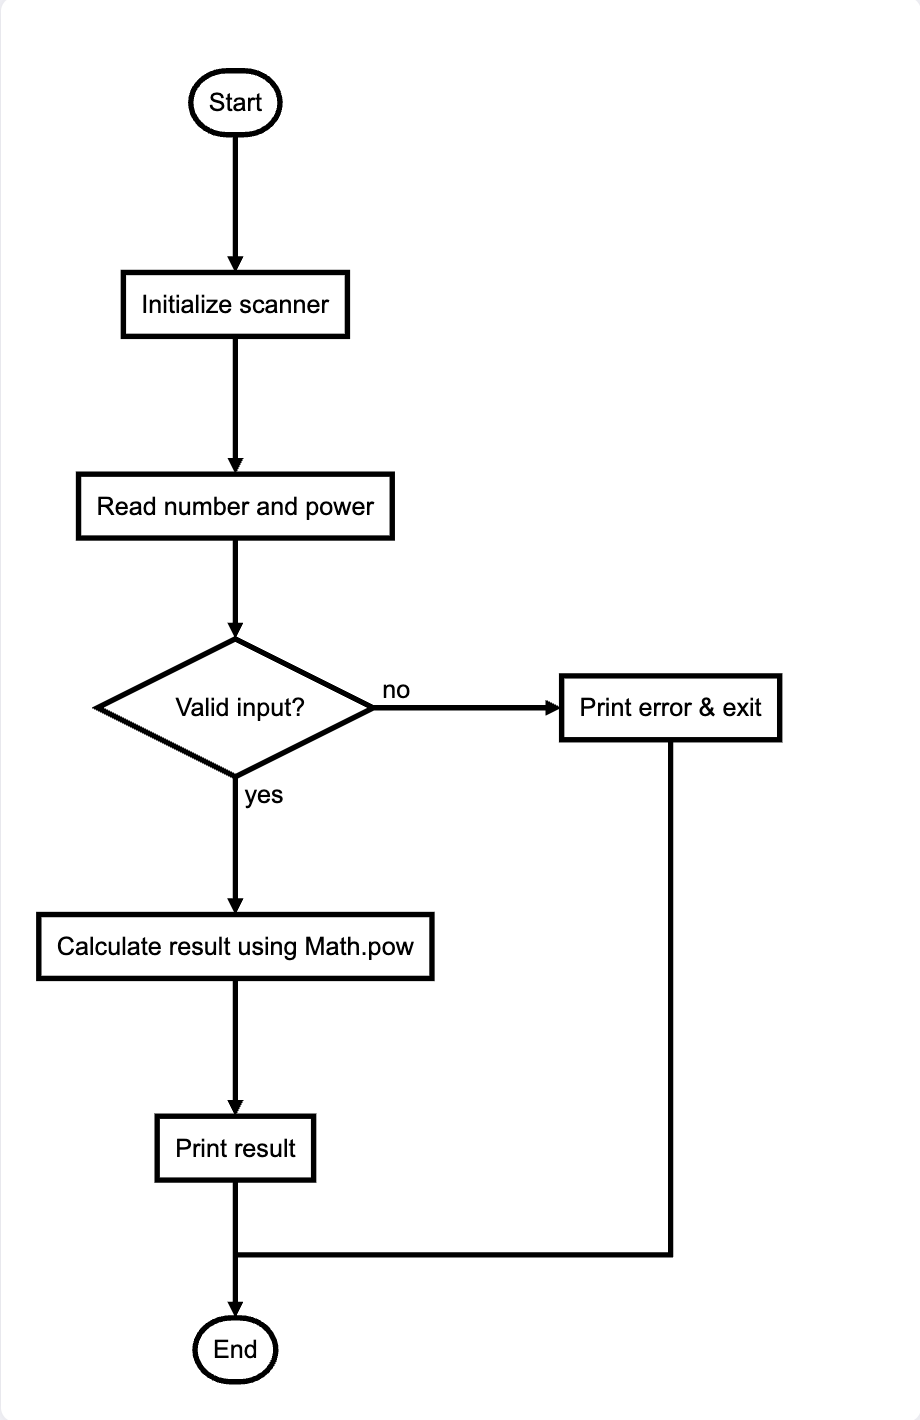 Start
Initialize scanner
Read number and power
Valid input?
no
Print error & exit
yes
Calculate result using Math.pow
Print result
End